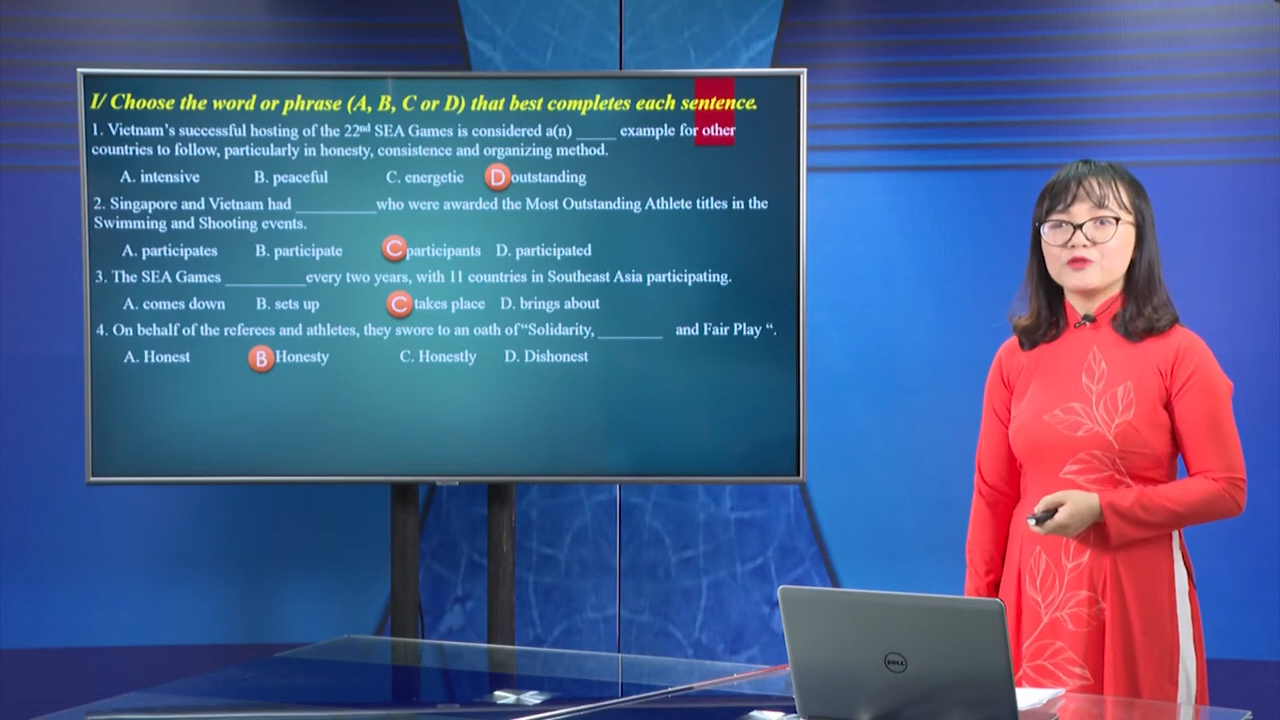 I/ Choose the word or phrase (A, B, C or D) that best completes each sentence.
1. Vietnam's successful hosting of the 22nd SEA Games is considered a(n) _____ example for other
countries to follow, particularly in honesty, consistence and organizing method.
A. intensive B. peaceful C. energetic D outstanding
2. Singapore and Vietnam had __________who were awarded the Most Outstanding Athlete titles in the
Swimming and Shooting events.
A. participates B. participate C participants D. participated
3. The SEA Games __________every two years, with 11 countries in Southeast Asia participating.
A. comes down B. sets up C takes place D. brings about
4. On behalf of the referees and athletes, they swore to an oath of“Solidarity, ________ and Fair Play “.
A. Honest B Honesty C. Honestly D. Dishonest
DELL